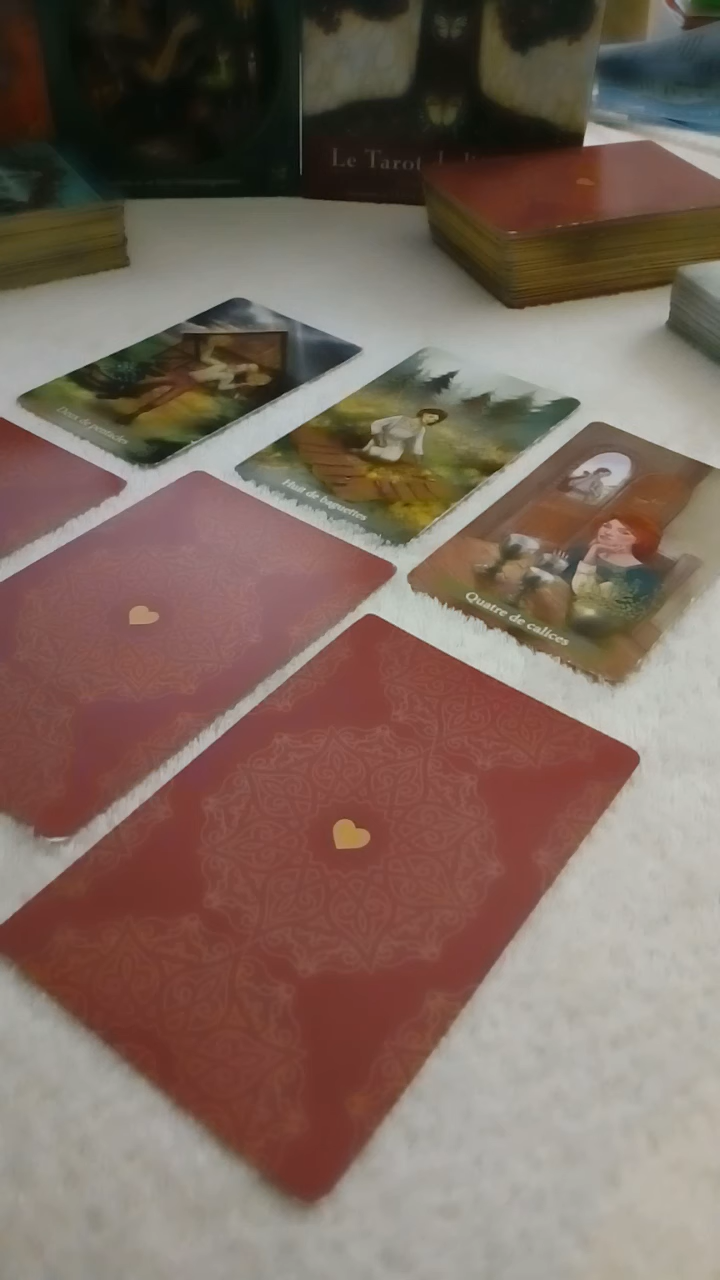 Le Tarot
Deux de pentacles
Huit de baguettes
Quatre de calices